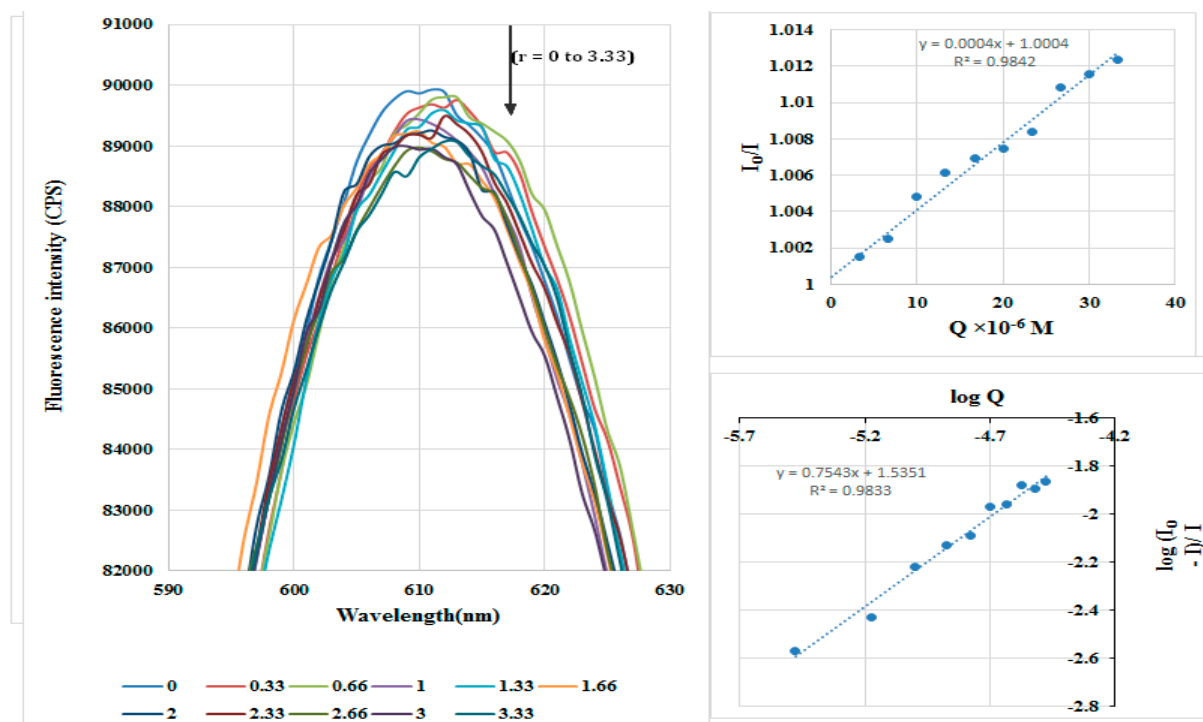 91000
90000
89000
88000
87000
86000
85000
84000
83000
82000
Fluorescence intensity (CPS)
(r = 0 to 3.33)
590 600 610 620 630
Wavelength(nm)
0 0.33 0.66 1 1.33 1.66
2 2.33 2.66 3 3.33
1.014
1.012
1.01
1.008
1.006
1.004
1.002
1
I₀/I
y = 0.0004x + 1.0004
R² = 0.9842
0 10 20 30 40
Q ×10⁻⁶ M
log Q
-5.7 -5.2 -4.7 -4.2
y = 0.7543x + 1.5351
R² = 0.9833
-1.6
-1.8
-2
-2.2
-2.4
-2.6
-2.8
log (I₀
- I)/ I